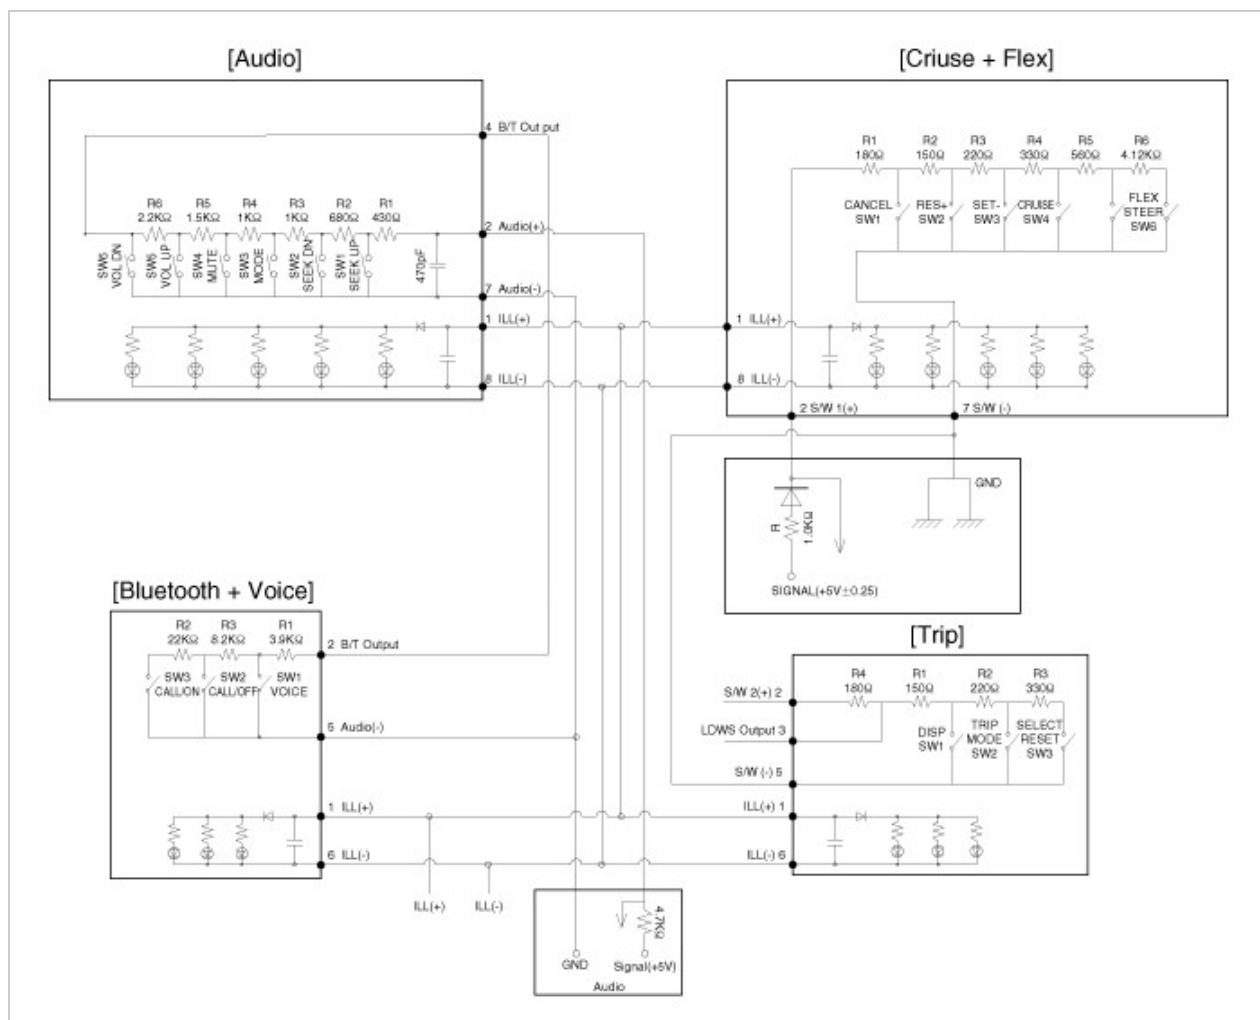 [Audio]
[Criuse + Flex]
4 B/T Out put
R1
180Ω
R2
150Ω
R3
220Ω
R4
330Ω
R5
560Ω
R6
4.12KΩ
R6
2.2KΩ
R5
1.5KΩ
R4
1KΩ
R3
1KΩ
R2
680Ω
R1
430Ω
CANCEL
SW1
RES+
SW2
SET-
SW3
CRUISE
SW4
FLEX
STEER
SW6
2 Audio(+)
SW6
VOL DN
SW5
VOL UP
SW4
MUTE
SW3
MODE
SW2
SEEK DN
SW1
SEEK UP
470pF
7 Audio(-)
1 ILL(+)
1 ILL(+)
8 ILL(-)
8 ILL(-)
2 S/W 1(+)
7 S/W (-)
GND
R
1.0KΩ
SIGNAL(+5V±0.25)
[Bluetooth + Voice]
[Trip]
R2
22KΩ
R3
8.2KΩ
R1
3.9KΩ
2 B/T Output
SW3
CALL/ON
SW2
CALL/OFF
SW1
VOICE
R4
180Ω
R1
150Ω
R2
220Ω
R3
330Ω
S/W 2(+) 2
LDWS Output 3
DISP
SW1
TRIP
MODE
SW2
SELECT
RESET
SW3
5 Audio(-)
S/W (-) 5
1 ILL(+)
ILL(+) 1
6 ILL(-)
ILL(-) 6
ILL(+)
ILL(-)
4.7KΩ
GND
Signal(+5V)
Audio